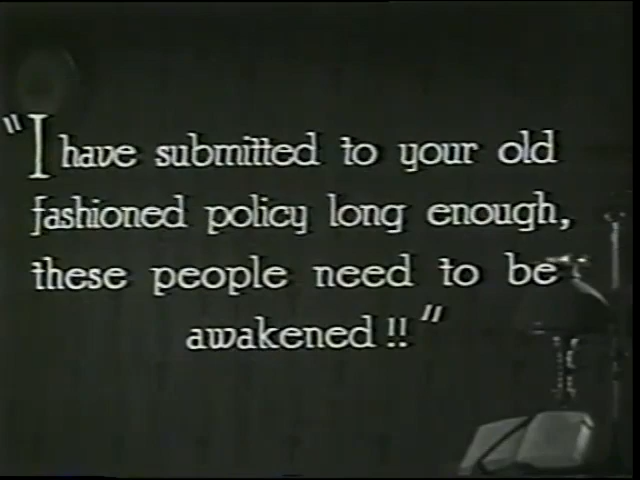 "I have submitted to your old
fashioned policy long enough,
these people need to be
awakened!!"